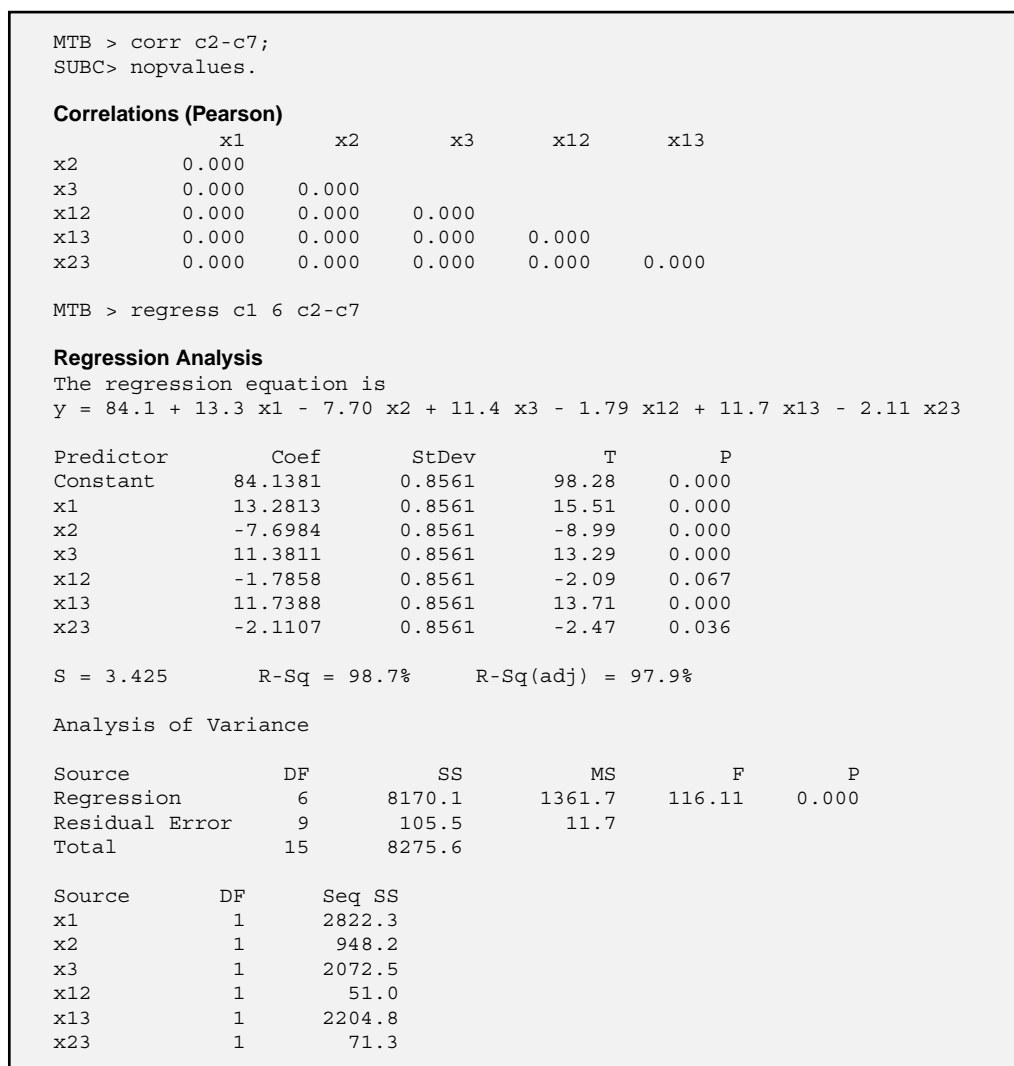 MTB > corr c2-c7;
SUBC> nopvalues.
Correlations (Pearson)
x1 x2 x3 x12 x13
x2 0.000
x3 0.000 0.000
x12 0.000 0.000 0.000
x13 0.000 0.000 0.000 0.000
x23 0.000 0.000 0.000 0.000 0.000
MTB > regress c1 6 c2-c7
Regression Analysis
The regression equation is
y = 84.1 + 13.3 x1 - 7.70 x2 + 11.4 x3 - 1.79 x12 + 11.7 x13 - 2.11 x23
Predictor Coef StDev T P
Constant 84.1381 0.8561 98.28 0.000
x1 13.2813 0.8561 15.51 0.000
x2 -7.6984 0.8561 -8.99 0.000
x3 11.3811 0.8561 13.29 0.000
x12 -1.7858 0.8561 -2.09 0.067
x13 11.7388 0.8561 13.71 0.000
x23 -2.1107 0.8561 -2.47 0.036
S = 3.425 R-Sq = 98.7% R-Sq(adj) = 97.9%
Analysis of Variance
Source DF SS MS F P
Regression 6 8170.1 1361.7 116.11 0.000
Residual Error 9 105.5 11.7
Total 15 8275.6
Source DF Seq SS
x1 1 2822.3
x2 1 948.2
x3 1 2072.5
x12 1 51.0
x13 1 2204.8
x23 1 71.3